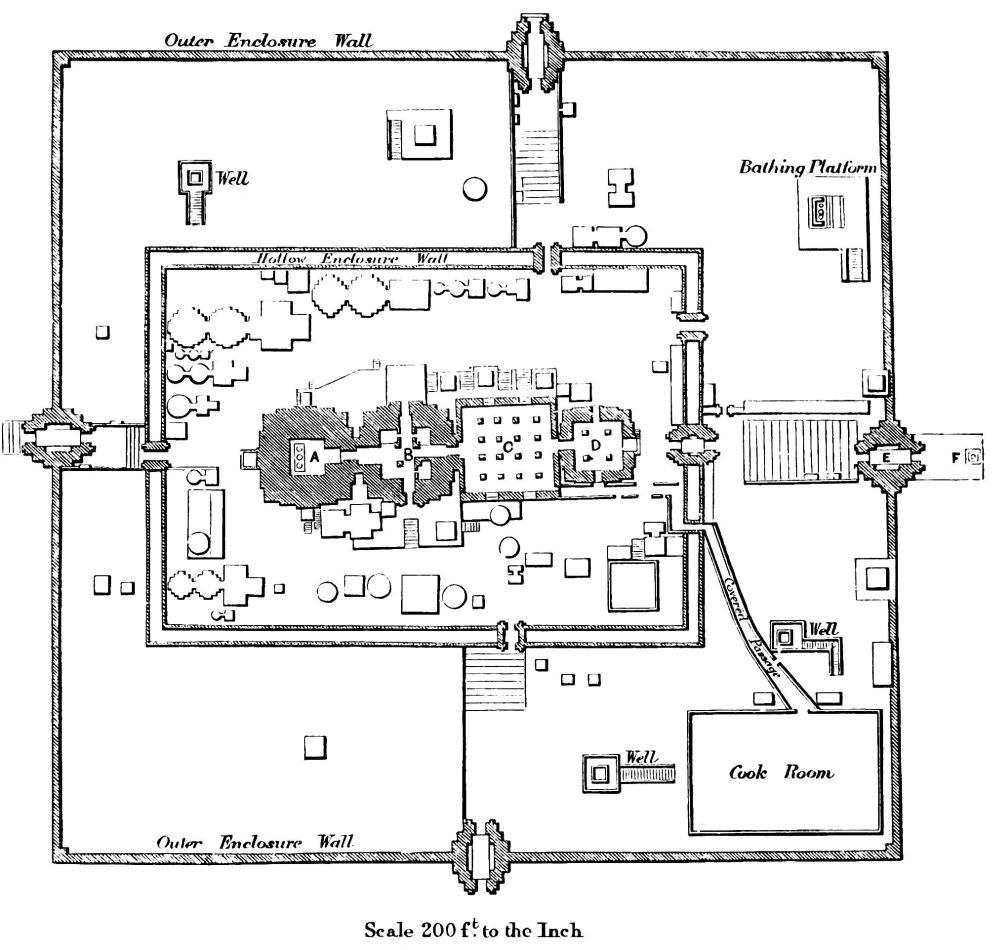 Outer Enclosure Wall
Bathing Platform
Well
Hollow Enclosure Wall
A
B
C
D
E
F
Covered Passage
Well
Well
Cook Room
Outer Enclosure Wall
Scale 200 ft. to the Inch